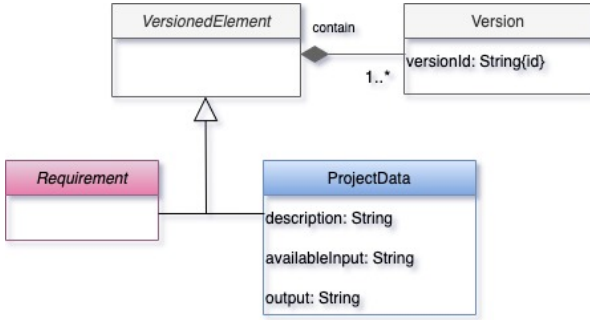 VersionedElement
contain
Version
versionId: String{id}
1..*
Requirement
ProjectData
description: String
availableInput: String
output: String